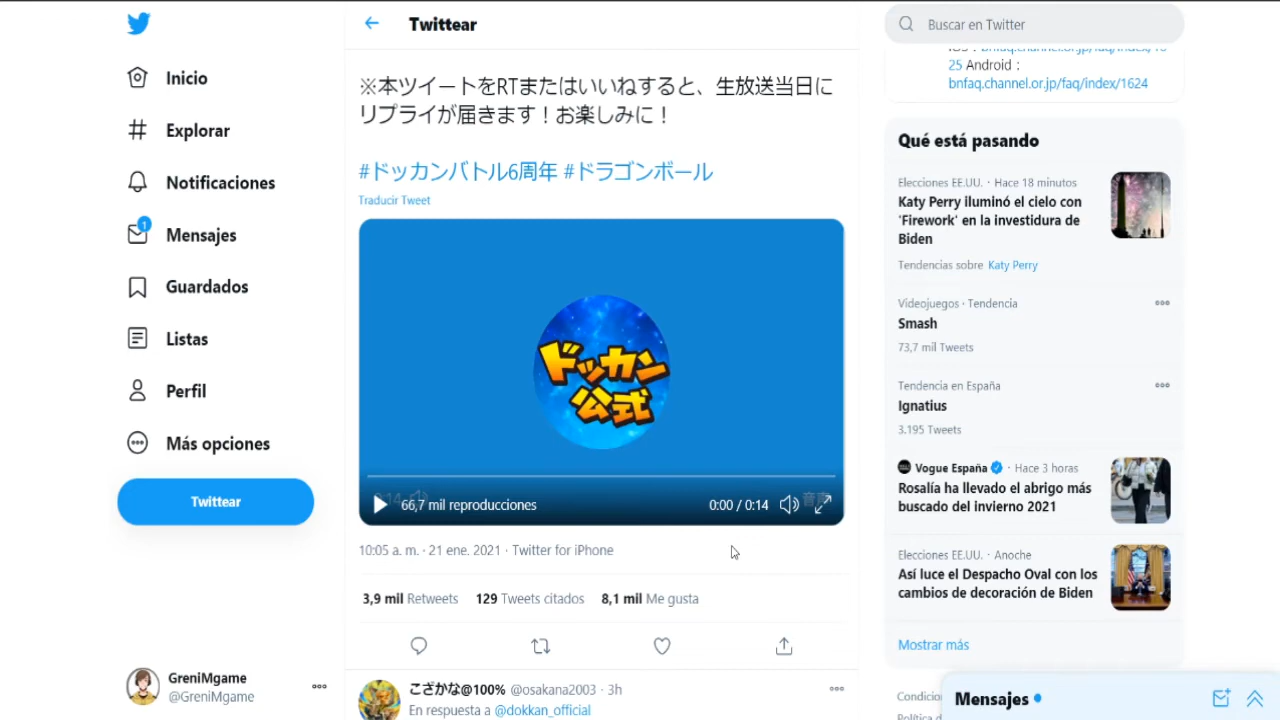 Inicio
Explorar
Notificaciones
1
Mensajes
Guardados
Listas
Perfil
Más opciones
Twittear
GreniMgame
@GreniMgame
Twittear
※本ツイートをRTまたはいいねすると、生放送当日に
リプライが届きます！お楽しみに！
#ドッカンバトル6周年 #ドラゴンボール
Traducir Tweet
ドッカン
公式
66,7 mil reproducciones
0:00 / 0:14
10:05 a. m. · 21 ene. 2021 · Twitter for iPhone
3,9 mil Retweets 129 Tweets citados 8,1 mil Me gusta
こざかな@100% @osakana2003 · 3h
En respuesta a @dokkan_official
Buscar en Twitter
25 Android：
bnfaq.channel.or.jp/faq/index/1624
Qué está pasando
Elecciones EE.UU. · Hace 18 minutos
Katy Perry iluminó el cielo con
'Firework' en la investidura de
Biden
Tendencias sobre Katy Perry
Videojuegos · Tendencia
Smash
73,7 mil Tweets
Tendencia en España
Ignatius
3.195 Tweets
Vogue España · Hace 3 horas
Rosalía ha llevado el abrigo más
buscado del invierno 2021
Elecciones EE.UU. · Anoche
Así luce el Despacho Oval con los
cambios de decoración de Biden
Mostrar más
Mensajes